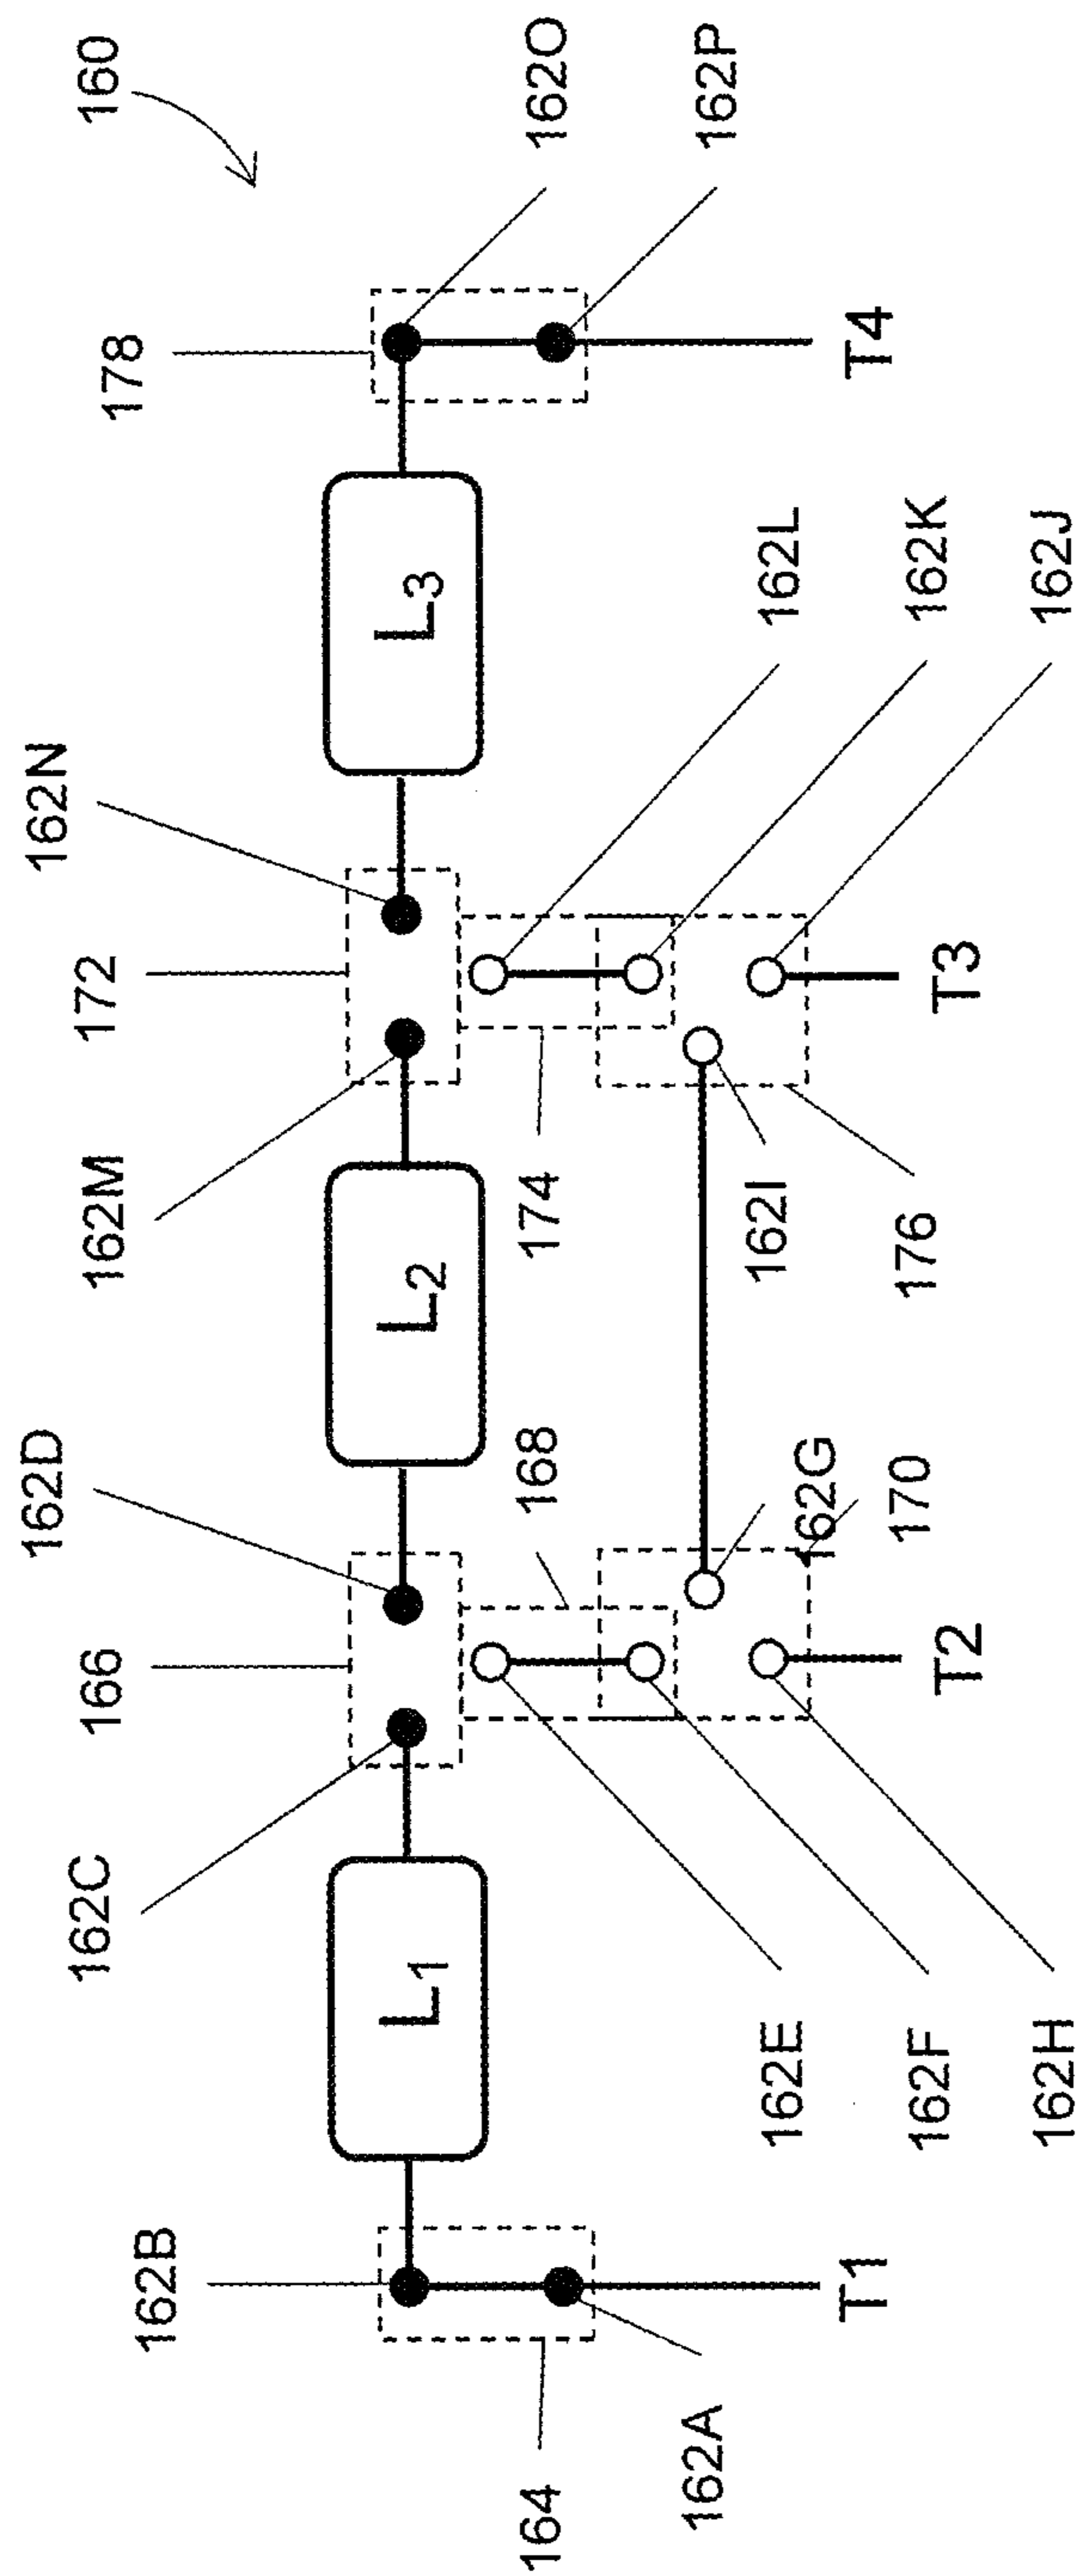 160
162O
162P
178
T4
L3
162N
172
162L
162K
162J
T3
162M
174
162I
176
L2
162D
168
162G
170
166
T2
162C
L1
162E
162F
162H
162B
T1
164
162A